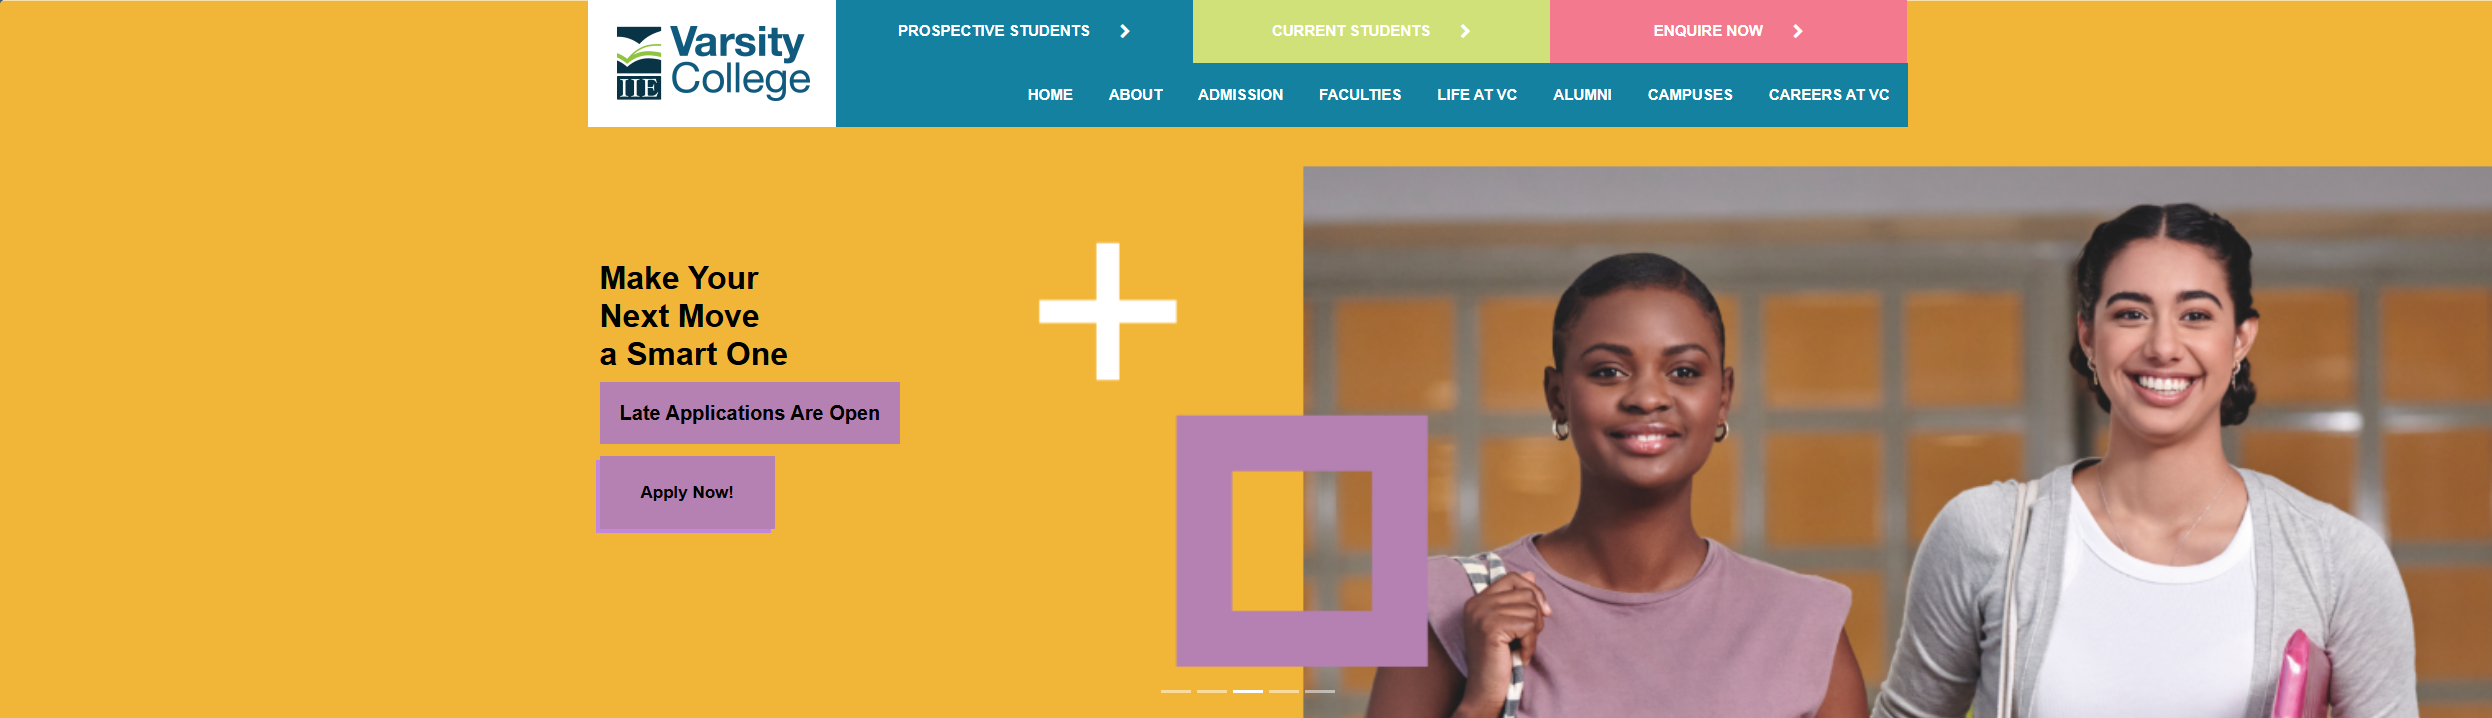 Varsity
College
IIE
PROSPECTIVE STUDENTS
CURRENT STUDENTS
ENQUIRE NOW
HOME ABOUT ADMISSION FACULTIES LIFE AT VC ALUMNI CAMPUSES CAREERS AT VC
Make Your
Next Move
a Smart One
Late Applications Are Open
Apply Now!